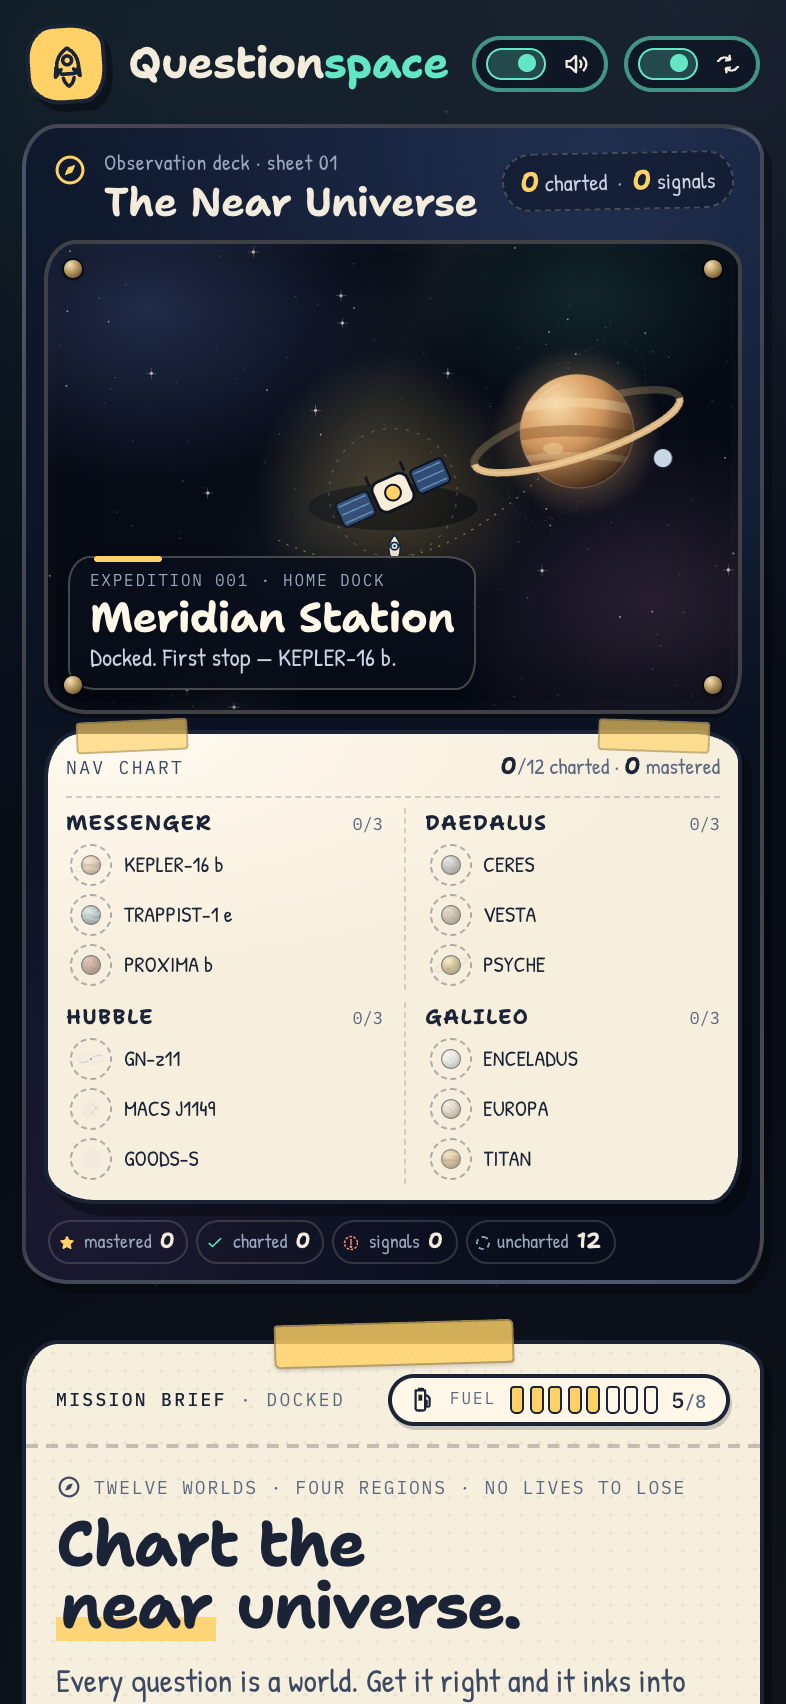 Questionspace
Observation deck · sheet 01
The Near Universe
0 charted · 0 signals
EXPEDITION 001 · HOME DOCK
Meridian Station
Docked. First stop — KEPLER-16 b.
NAV CHART
0/12 charted · 0 mastered
MESSENGER 0/3
KEPLER-16 b
TRAPPIST-1 e
PROXIMA b
DAEDALUS 0/3
CERES
VESTA
PSYCHE
HUBBLE 0/3
GN-z11
MACS J1149
GOODS-S
GALILEO 0/3
ENCELADUS
EUROPA
TITAN
mastered 0 charted 0 signals 0 uncharted 12
MISSION BRIEF · DOCKED
FUEL 5/8
TWELVE WORLDS · FOUR REGIONS · NO LIVES TO LOSE
Chart the
near universe.
Every question is a world. Get it right and it inks into